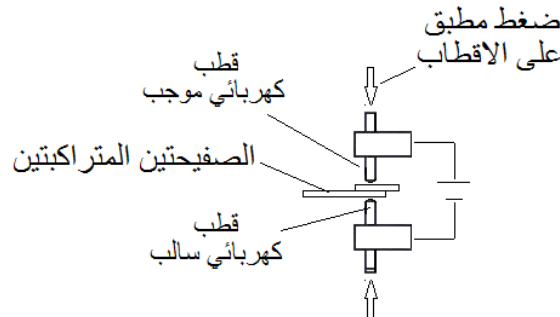 ضغط مطبق
على الاقطاب
قطب
كهربائي موجب
الصفيحتين المتراكبتين
قطب
كهربائي سالب